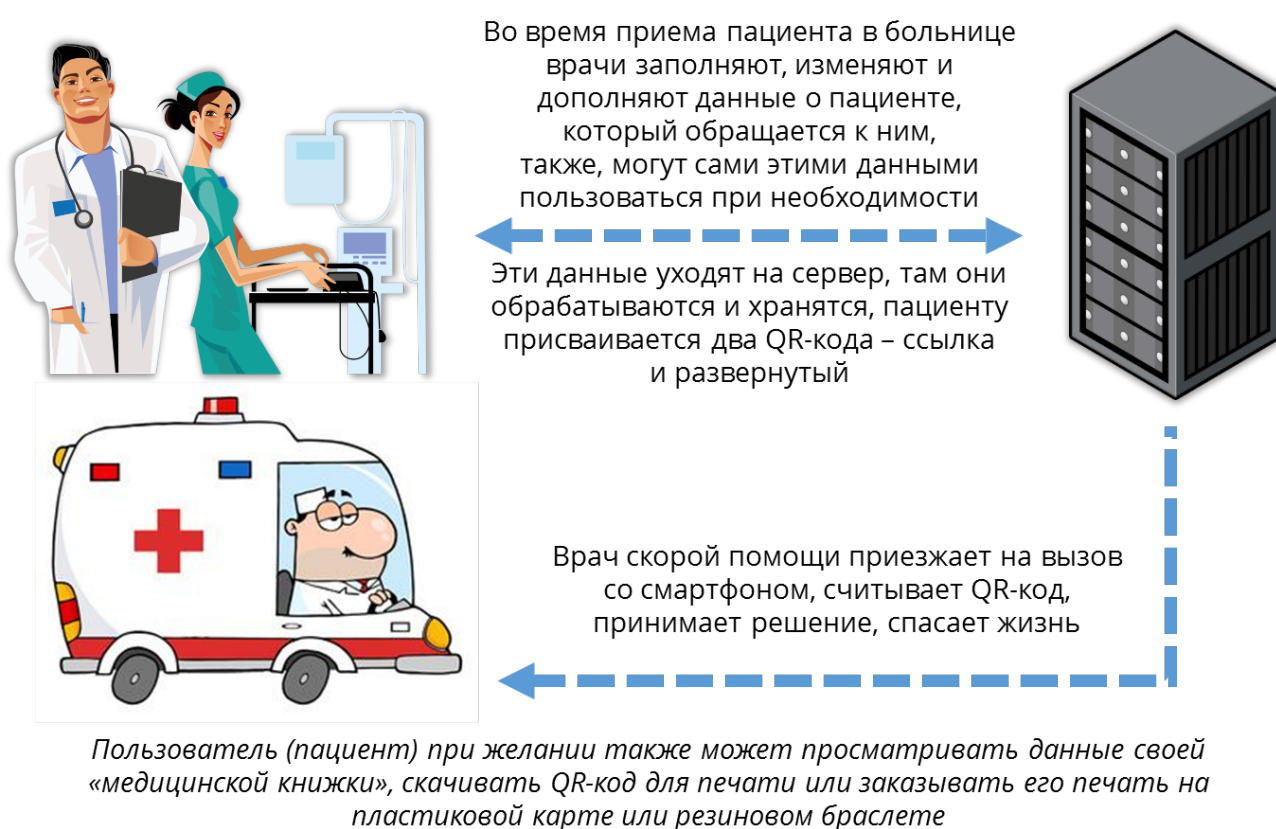 Во время приема пациента в больнице
врачи заполняют, изменяют и
дополняют данные о пациенте,
который обращается к ним,
также, могут сами этими данными
пользоваться при необходимости
Эти данные уходят на сервер, там они
обрабатываются и хранятся, пациенту
присваивается два QR-кода – ссылка
и развернутый
Врач скорой помощи приезжает на вызов
со смартфоном, считывает QR-код,
принимает решение, спасает жизнь
Пользователь (пациент) при желании также может просматривать данные своей
«медицинской книжки», скачивать QR-код для печати или заказывать его печать на
пластиковой карте или резиновом браслете